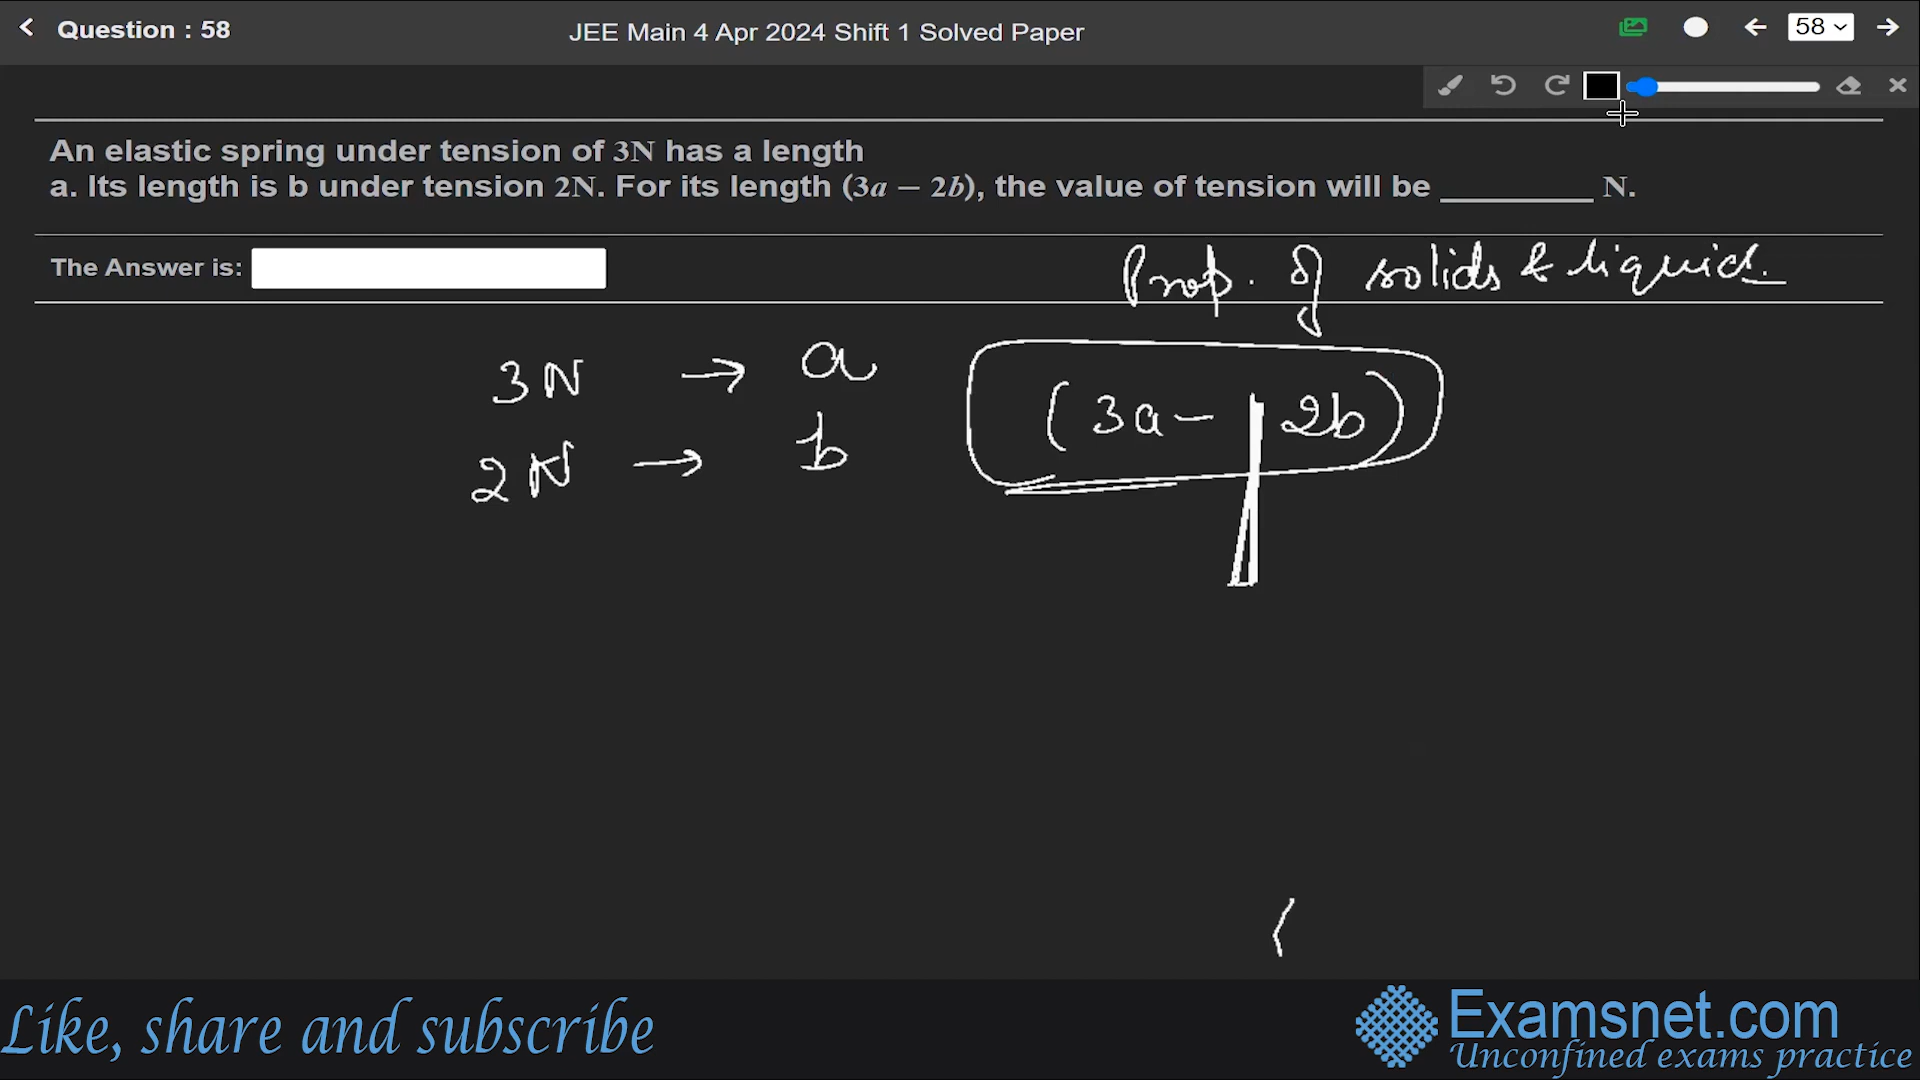 Question : 58
JEE Main 4 Apr 2024 Shift 1 Solved Paper
58
An elastic spring under tension of 3N has a length
a. Its length is b under tension 2N. For its length (3a − 2b), the value of tension will be __________ N.
The Answer is:
Prop. of solids & liquid.
3N → a
(3a − 2b)
2N → b
(
Like, share and subscribe
Examsnet.com
Unconfined exams practice